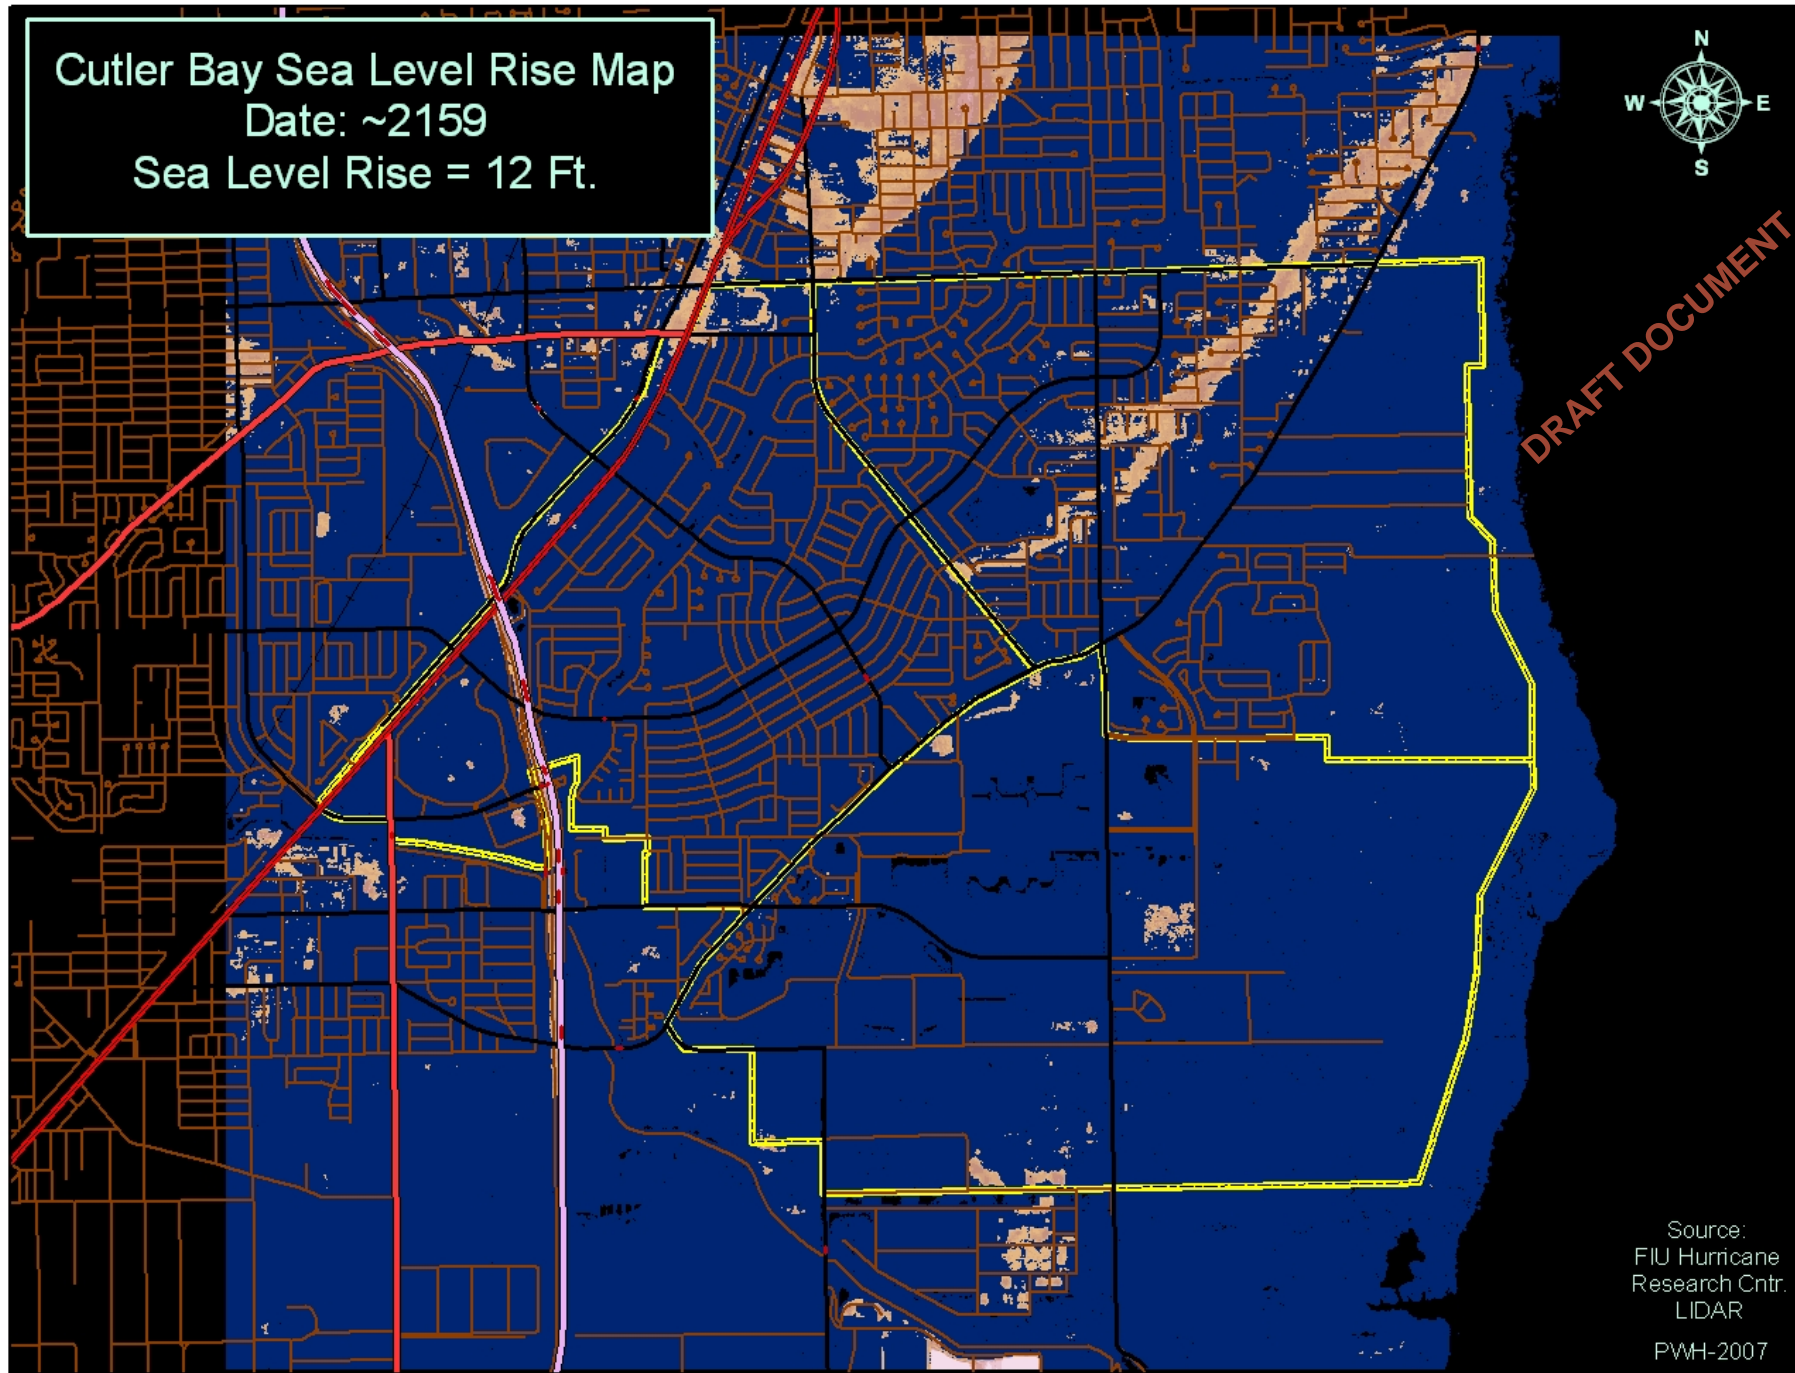 Cutler Bay Sea Level Rise Map
Date: ~2159
Sea Level Rise = 12 Ft.
N
W
E
S
DRAFT DOCUMENT
Source:
FIU Hurricane
Research Cntr.
LIDAR
PWH-2007